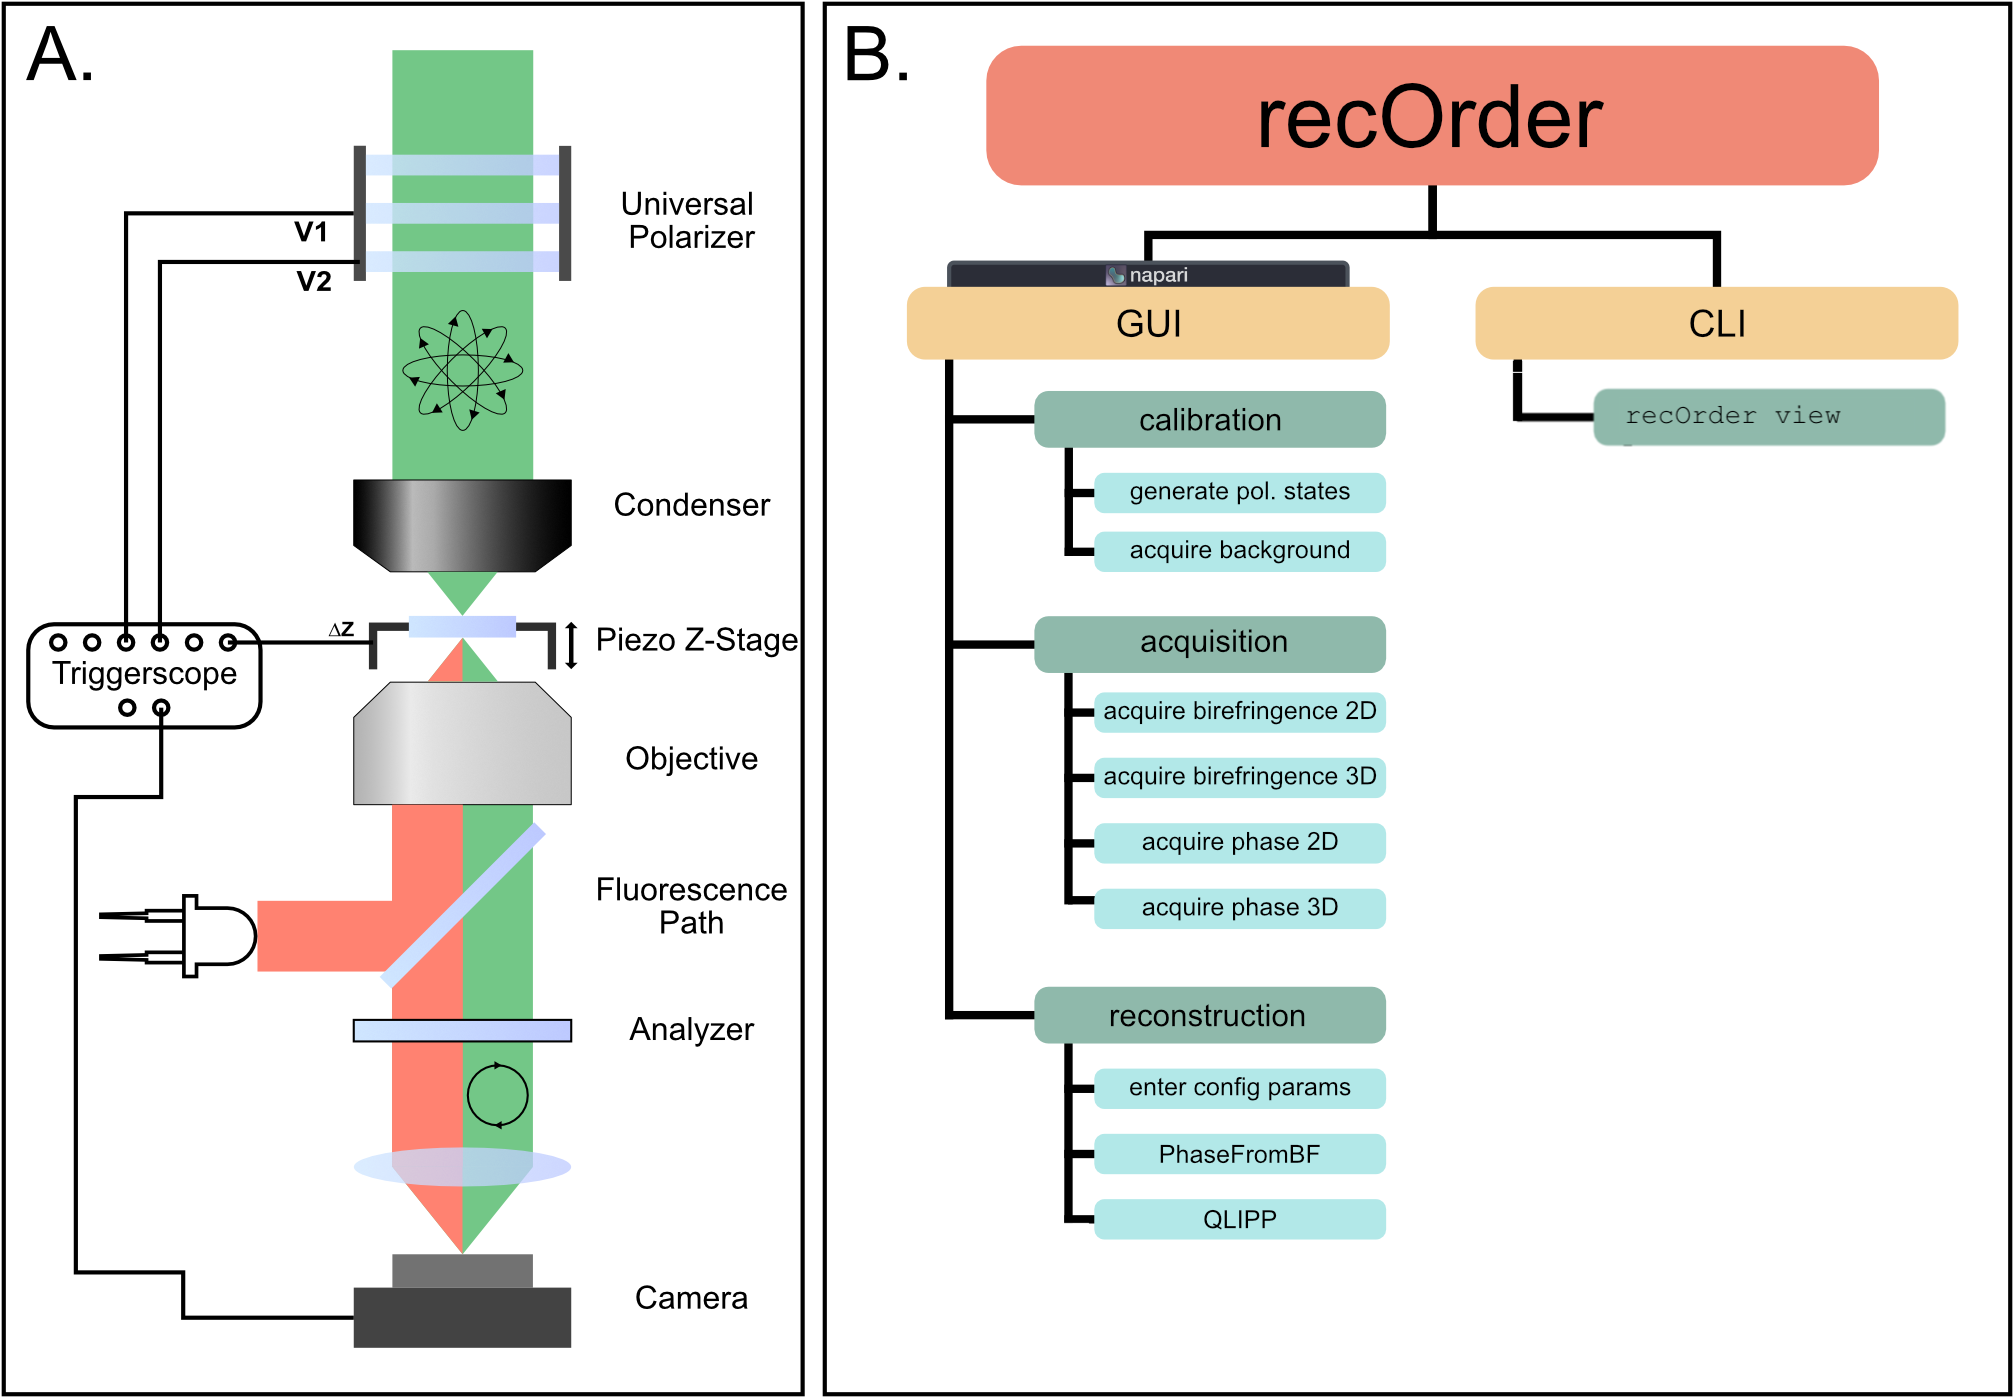 A.
Universal
Polarizer
V1
V2
Condenser
ΔZ
Piezo Z-Stage
Triggerscope
Objective
Fluorescence
Path
Analyzer
Camera
B.
recOrder
napari
GUI
CLI
calibration
recOrder view
generate pol. states
acquire background
acquisition
acquire birefringence 2D
acquire birefringence 3D
acquire phase 2D
acquire phase 3D
reconstruction
enter config params
PhaseFromBF
QLIPP